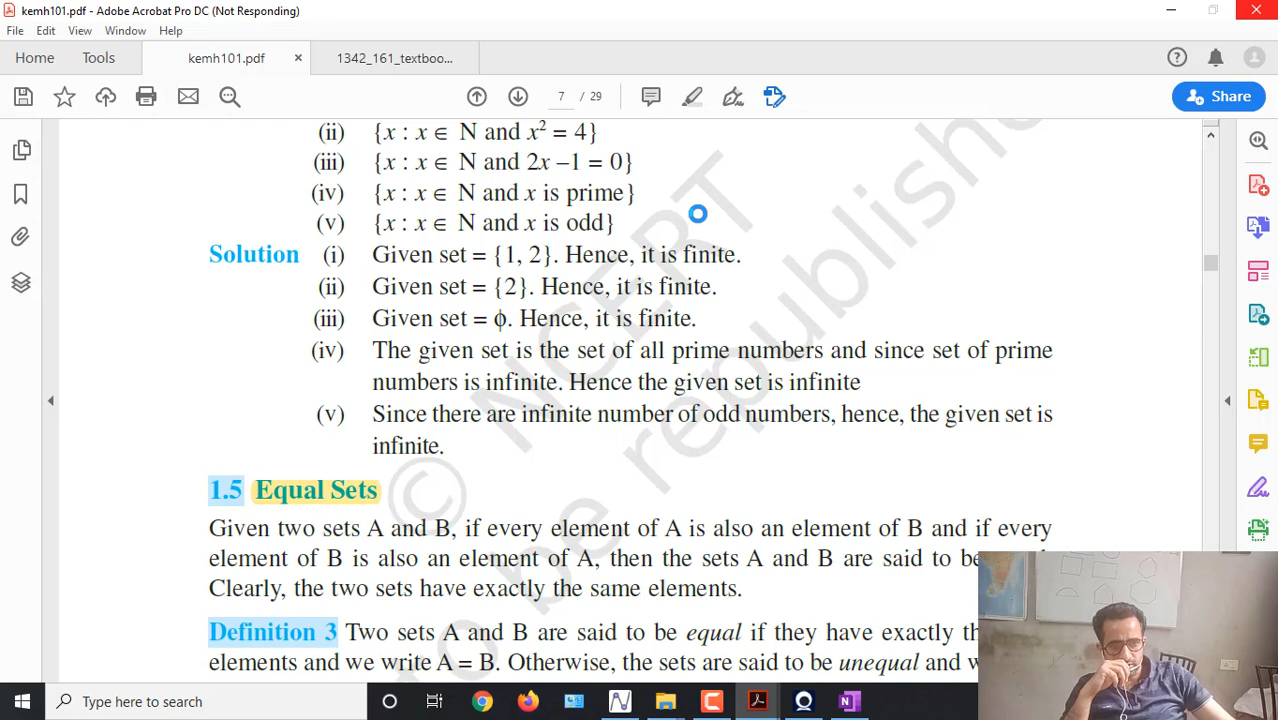 kemh101.pdf - Adobe Acrobat Pro DC (Not Responding)
File Edit View Window Help
Home Tools kemh101.pdf × 1342_161_textboo...
7 / 29 Share
(ii) {x : x ∈ N and x² = 4}
(iii) {x : x ∈ N and 2x –1 = 0}
(iv) {x : x ∈ N and x is prime}
(v) {x : x ∈ N and x is odd}
Solution (i) Given set = {1, 2}. Hence, it is finite.
(ii) Given set = {2}. Hence, it is finite.
(iii) Given set = ϕ. Hence, it is finite.
(iv) The given set is the set of all prime numbers and since set of prime
numbers is infinite. Hence the given set is infinite
(v) Since there are infinite number of odd numbers, hence, the given set is
infinite.
1.5 Equal Sets
Given two sets A and B, if every element of A is also an element of B and if every
element of B is also an element of A, then the sets A and B are said to be
Clearly, the two sets have exactly the same elements.
Definition 3 Two sets A and B are said to be equal if they have exactly
elements and we write A = B. Otherwise, the sets are said to be unequal and
© NCERT
be republishe
Type here to search